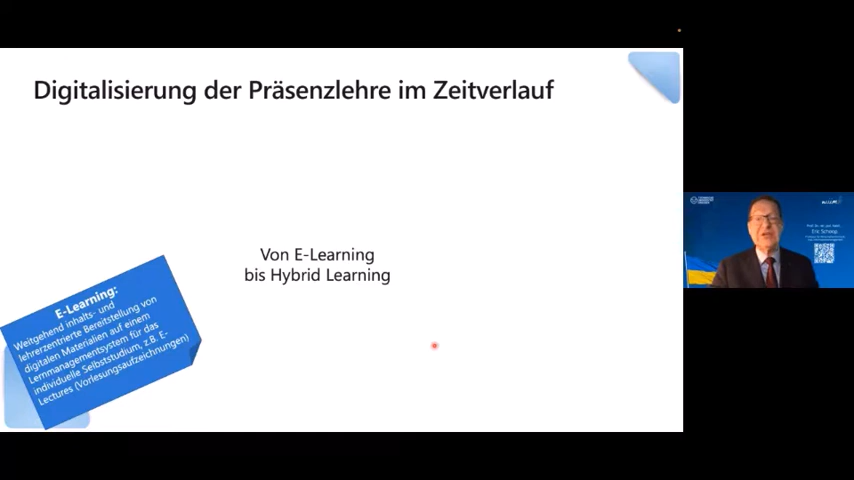 Digitalisierung der Präsenzlehre im Zeitverlauf
Von E-Learning
bis Hybrid Learning
E-Learning:
Weitgehend inhalts- und
lehrerzentrierte Bereitstellung von
digitalen Materialien auf einem
Lernmanagementsystem für das
individuelle Selbststudium, z.B. E-
Lectures (Vorlesungsaufzeichnungen)